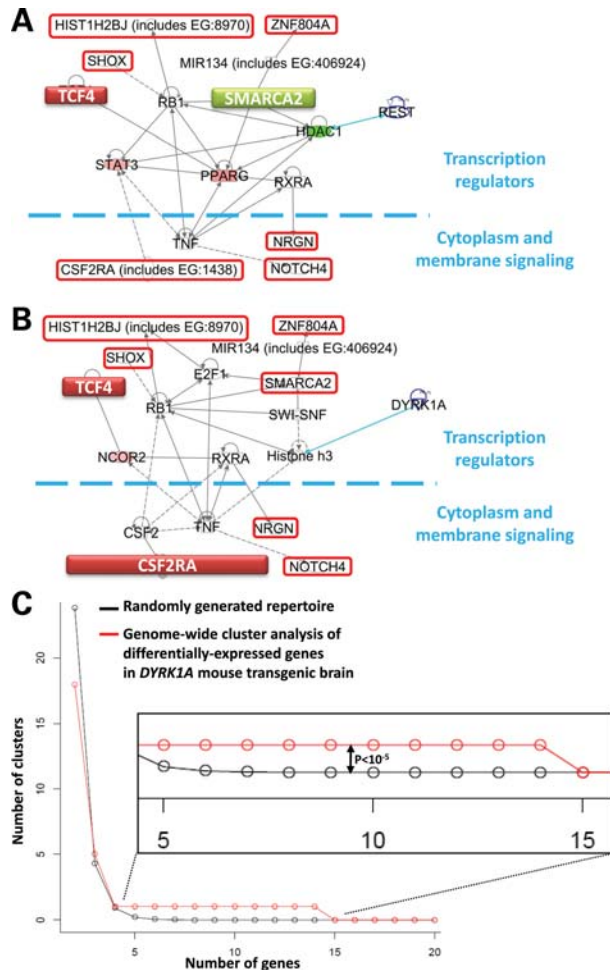 A
HIST1H2BJ (includes EG:8970)
ZNF804A
SHOX
MIR134 (includes EG:406924)
TCF4
RB1
SMARCA2
REST
HDAC1
STAT3
PPARG
RXRA
Transcription
regulators
TNF
NRGN
Cytoplasm and
membrane signaling
CSF2RA (includes EG:1438)
NOTCH4
B
HIST1H2BJ (includes EG:8970)
ZNF804A
MIR134 (includes EG:406924)
SHOX
E2F1
TCF4
SMARCA2
RB1
SWI-SNF
DYRK1A
NCOR2
RXRA
Histone h3
Transcription
regulators
CSF2
TNF
NRGN
Cytoplasm and
membrane signaling
CSF2RA
NOTCH4
C
Randomly generated repertoire
Genome-wide cluster analysis of
differentially-expressed genes
in DYRK1A mouse transgenic brain
Number of clusters
20
15
10
5
0
P<10-5
5
10
15
5
10
15
20
Number of genes